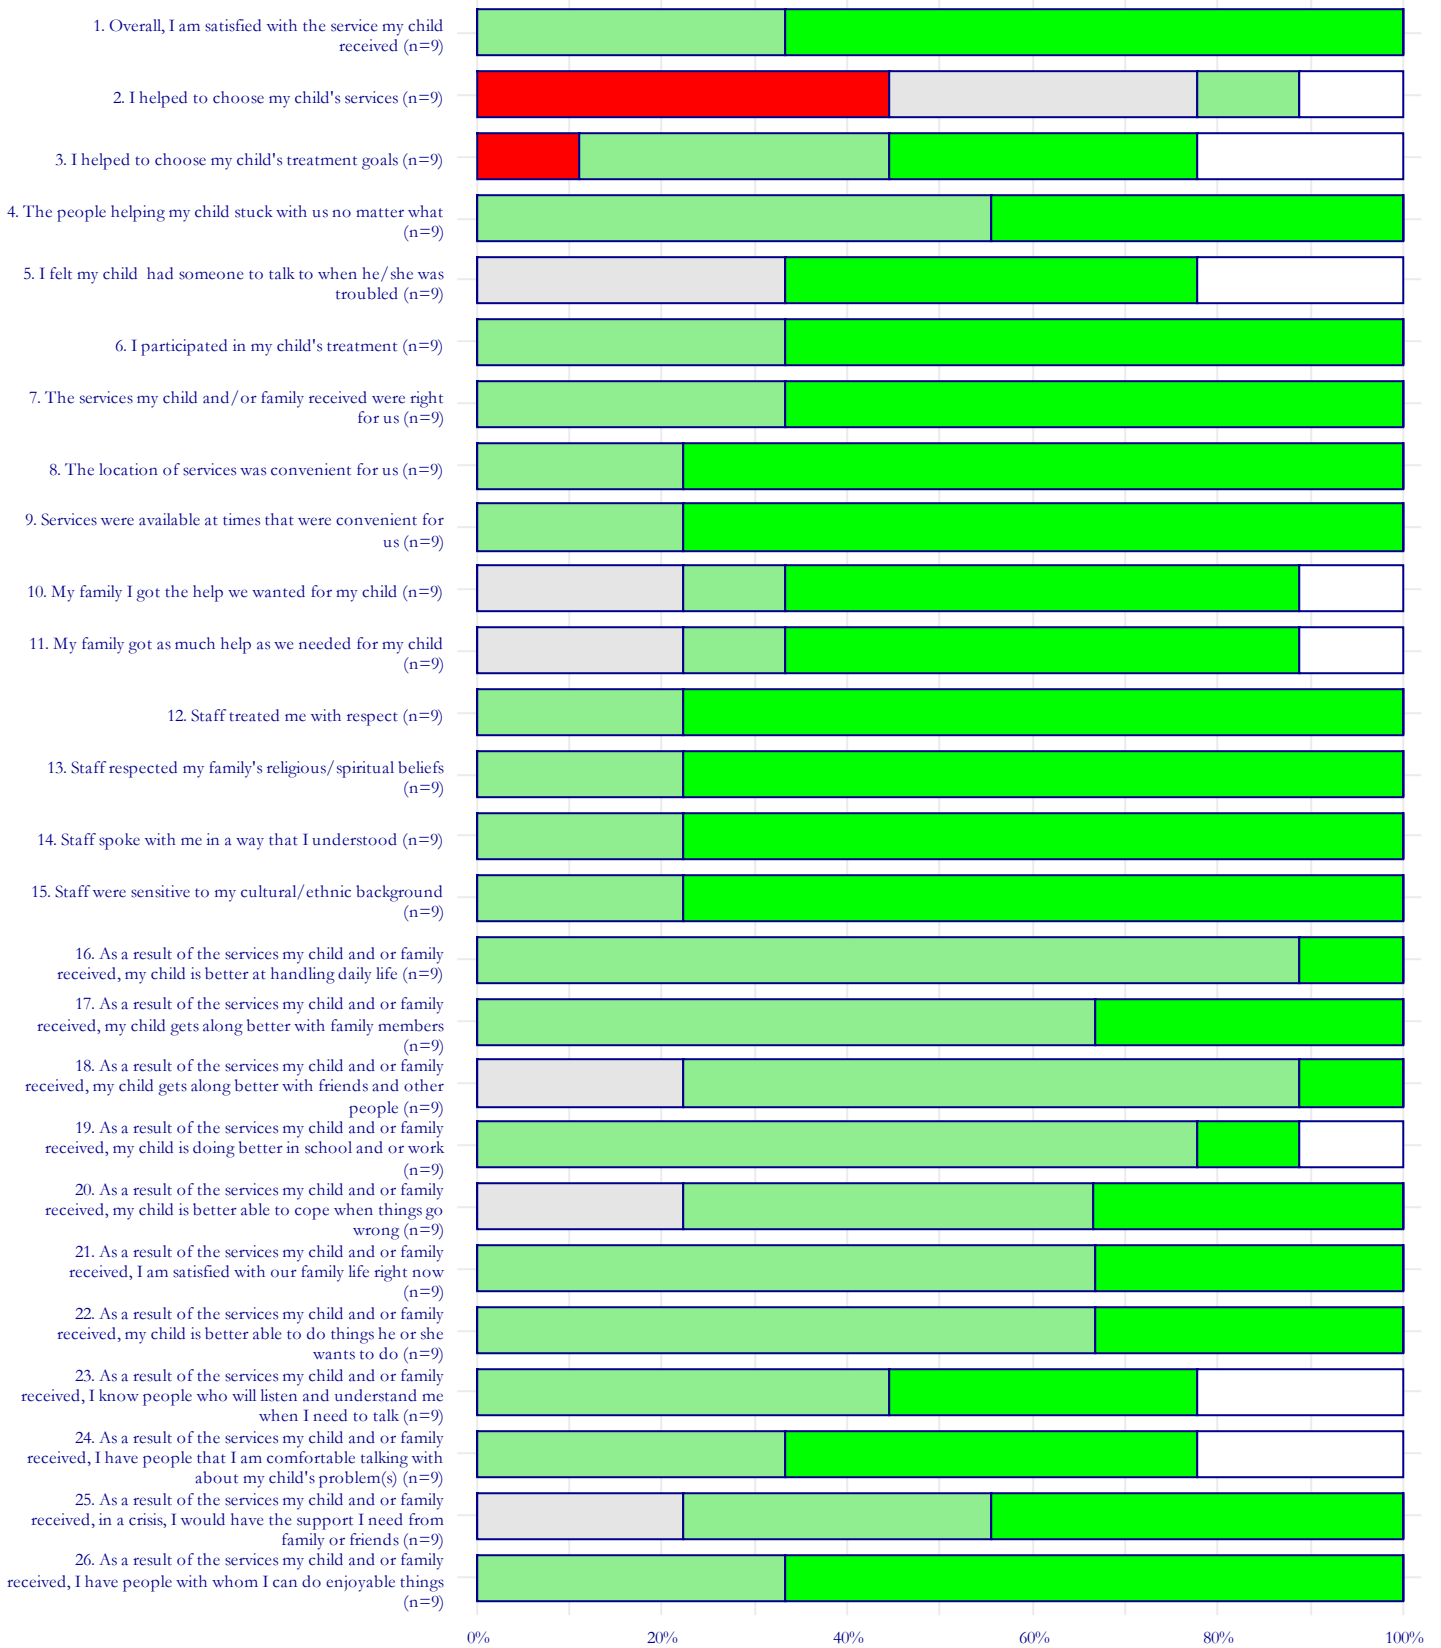 1. Overall, I am satisfied with the service my child
received (n=9)
2. I helped to choose my child's services (n=9)
3. I helped to choose my child's treatment goals (n=9)
4. The people helping my child stuck with us no matter what
(n=9)
5. I felt my child  had someone to talk to when he/she was
troubled (n=9)
6. I participated in my child's treatment (n=9)
7. The services my child and/or family received were right
for us (n=9)
8. The location of services was convenient for us (n=9)
9. Services were available at times that were convenient for
us (n=9)
10. My family I got the help we wanted for my child (n=9)
11. My family got as much help as we needed for my child
(n=9)
12. Staff treated me with respect (n=9)
13. Staff respected my family's religious/spiritual beliefs
(n=9)
14. Staff spoke with me in a way that I understood (n=9)
15. Staff were sensitive to my cultural/ethnic background
(n=9)
16. As a result of the services my child and or family
received, my child is better at handling daily life (n=9)
17. As a result of the services my child and or family
received, my child gets along better with family members
(n=9)
18. As a result of the services my child and or family
received, my child gets along better with friends and other
people (n=9)
19. As a result of the services my child and or family
received, my child is doing better in school and or work
(n=9)
20. As a result of the services my child and or family
received, my child is better able to cope when things go
wrong (n=9)
21. As a result of the services my child and or family
received, I am satisfied with our family life right now
(n=9)
22. As a result of the services my child and or family
received, my child is better able to do things he or she
wants to do (n=9)
23. As a result of the services my child and or family
received, I know people who will listen and understand me
when I need to talk (n=9)
24. As a result of the services my child and or family
received, I have people that I am comfortable talking with
about my child's problem(s) (n=9)
25. As a result of the services my child and or family
received, in a crisis, I would have the support I need from
family or friends (n=9)
26. As a result of the services my child and or family
received, I have people with whom I can do enjoyable things
(n=9)
0% 20% 40% 60% 80% 100%